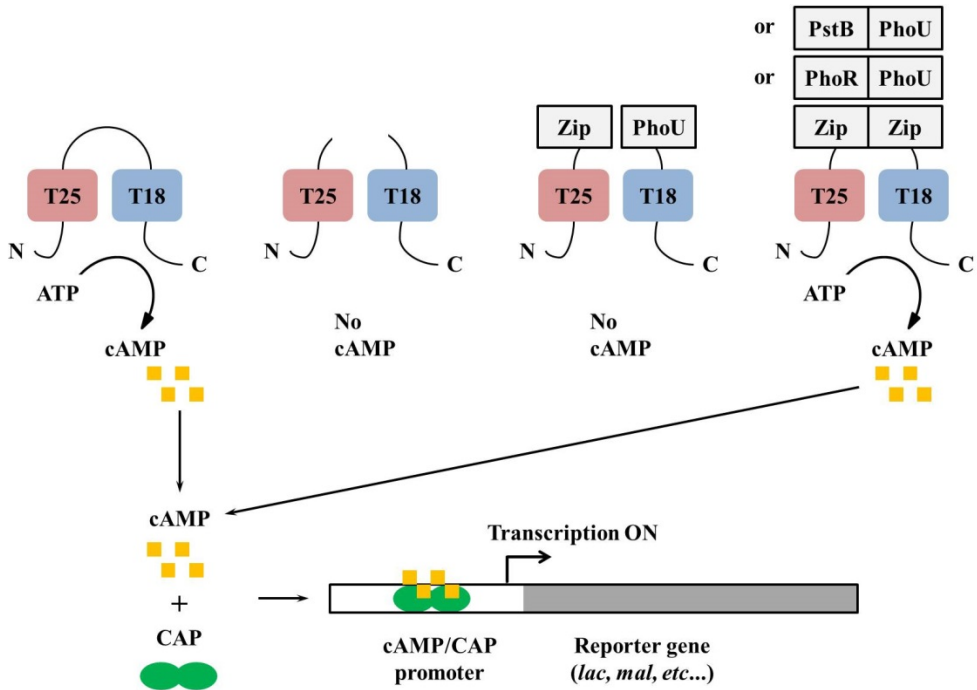 or PstB PhoU
or PhoR PhoU
Zip PhoU Zip Zip
T25 T18 T25 T18 T25 T18 T25 T18
N C N C N C N C
ATP ATP
No No
cAMP cAMP cAMP cAMP
cAMP
Transcription ON
+
CAP
cAMP/CAP Reporter gene
promoter (lac, mal, etc...)